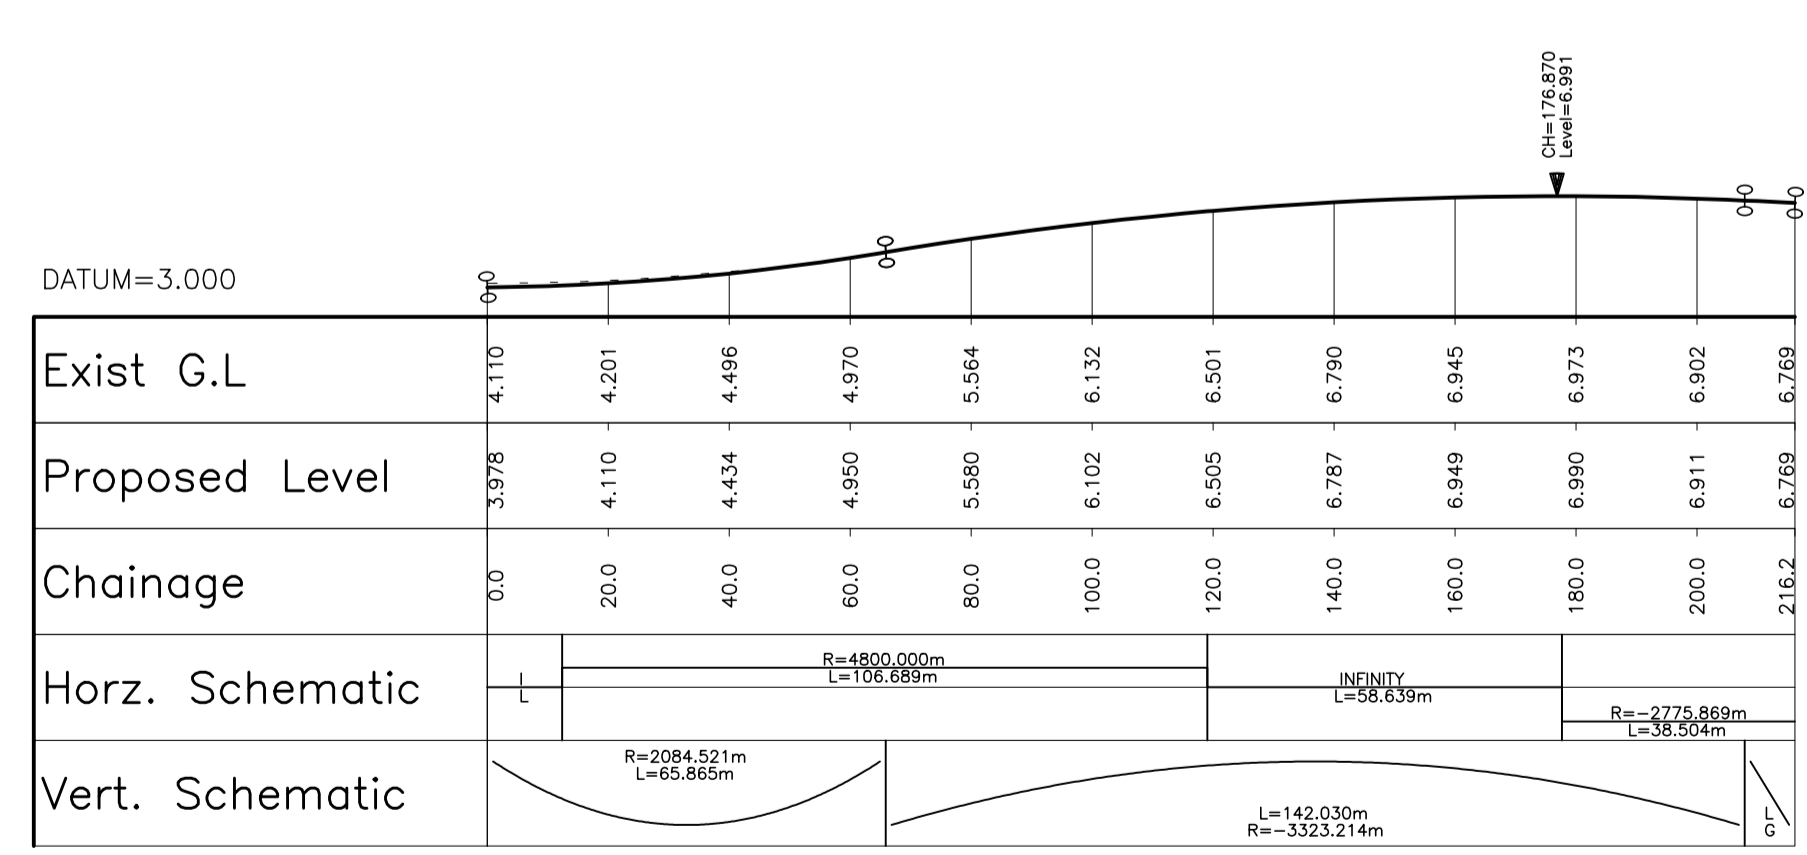 CH=176.870
Level=6.991
DATUM=3.000
Exist G.L
4.110 4.201 4.496 4.970 5.564 6.132 6.501 6.790 6.945 6.973 6.902 6.769
Proposed Level
3.978 4.110 4.434 4.950 5.580 6.102 6.505 6.787 6.949 6.990 6.911 6.769
Chainage
0.0 20.0 40.0 60.0 80.0 100.0 120.0 140.0 160.0 180.0 200.0 216.2
Horz. Schematic
I
L
R=4800.000m
L=106.689m
INFINITY
L=58.639m
R=-2775.869m
L=38.504m
Vert. Schematic
R=2084.521m
L=65.865m
L=142.030m
R=-3323.214m
L
G